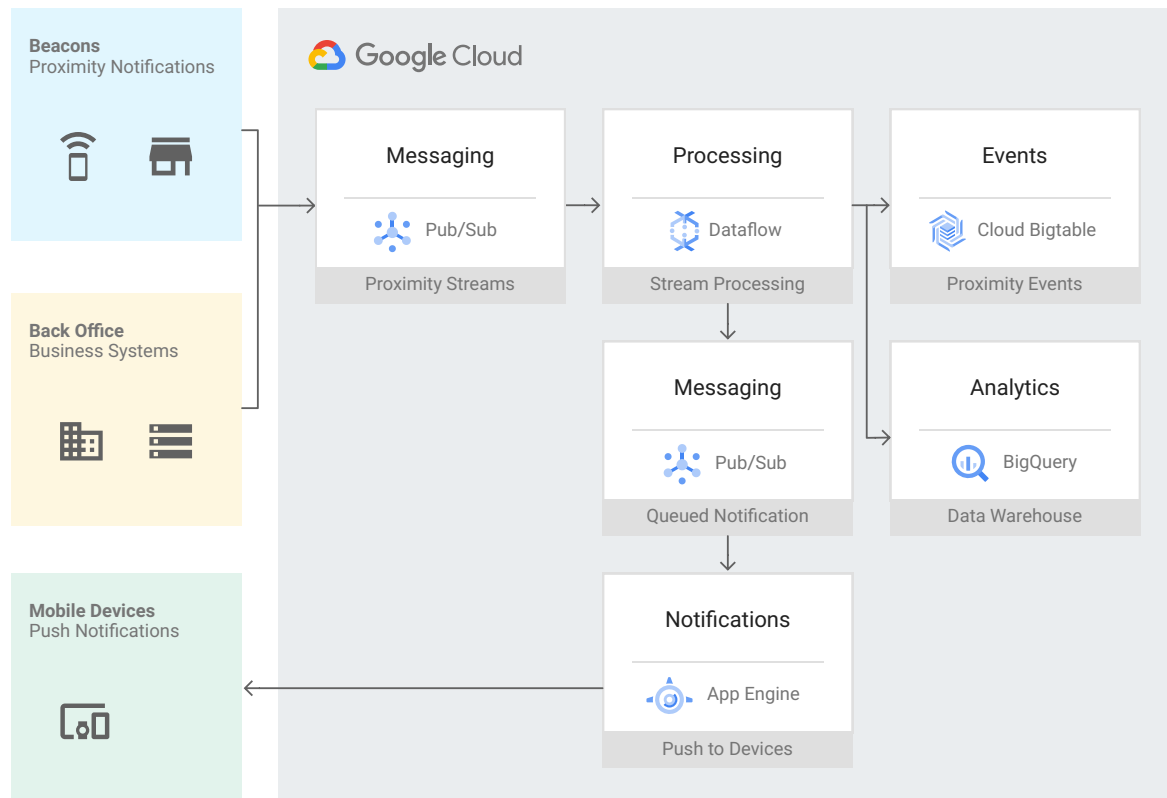 Beacons
Proximity Notifications
Back Office
Business Systems
Mobile Devices
Push Notifications
Google Cloud
Messaging
Pub/Sub
Proximity Streams
Processing
Dataflow
Stream Processing
Events
Cloud Bigtable
Proximity Events
Messaging
Pub/Sub
Queued Notification
Analytics
BigQuery
Data Warehouse
Notifications
App Engine
Push to Devices